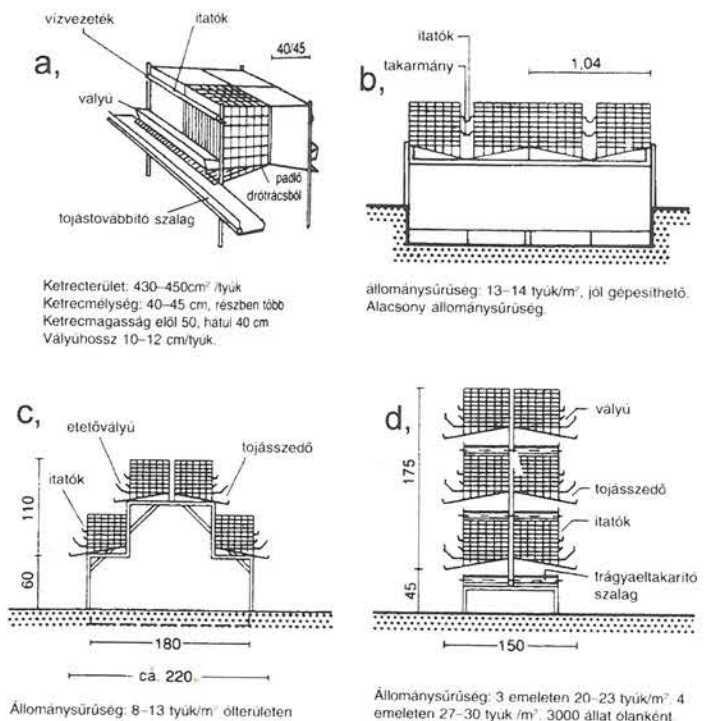 a,
vízvezeték
itatók
40/45
vályú
padló
drótrácsból
tojástovábbító szalag
Ketrecterület: 430–450cm² /tyúk
Ketrecmélység: 40–45 cm, részben több
Ketrecmagasság elöl 50, hátul 40 cm
Vályúhossz 10–12 cm/tyúk.
b,
itatók
takarmány
1,04
állománysűrűség: 13–14 tyúk/m², jól gépesíthető.
Alacsony állománysűrűség.
c,
etetővályú
tojásszedő
itatók
110
60
180
cá. 220
Állománysűrűség: 8–13 tyúk/m² ólterületen
d,
vályú
175
tojásszedő
itatók
trágyaeltakarító
szalag
45
150
Állománysűrűség: 3 emeleten 20–23 tyúk/m², 4
emeleten 27–30 tyúk /m², 3000 állat ólanként